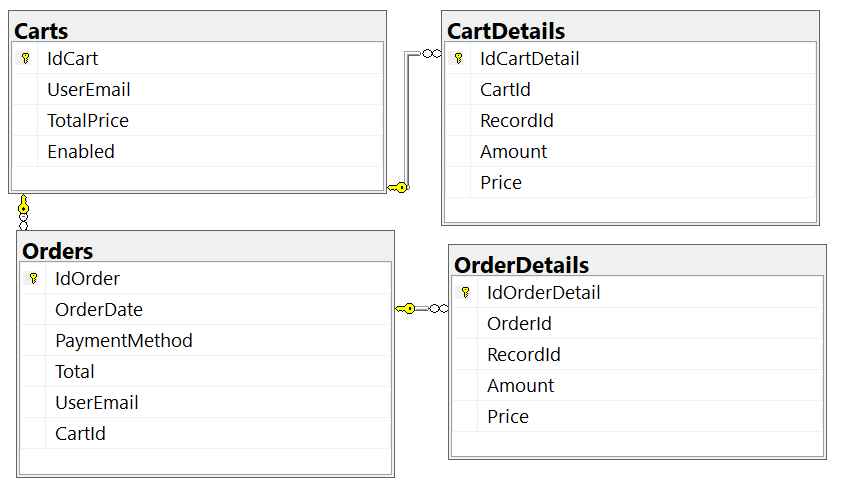 Carts
IdCart
UserEmail
TotalPrice
Enabled
CartDetails
IdCartDetail
CartId
RecordId
Amount
Price
Orders
IdOrder
OrderDate
PaymentMethod
Total
UserEmail
CartId
OrderDetails
IdOrderDetail
OrderId
RecordId
Amount
Price